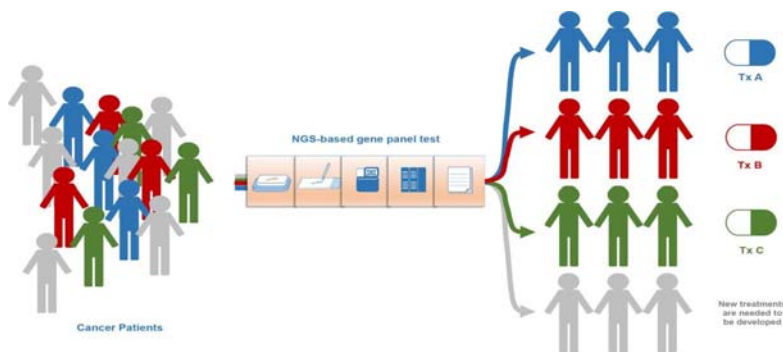 NGS-based gene panel test
Tx A
Tx B
Tx C
New treatments
are needed to
be developed
Cancer Patients